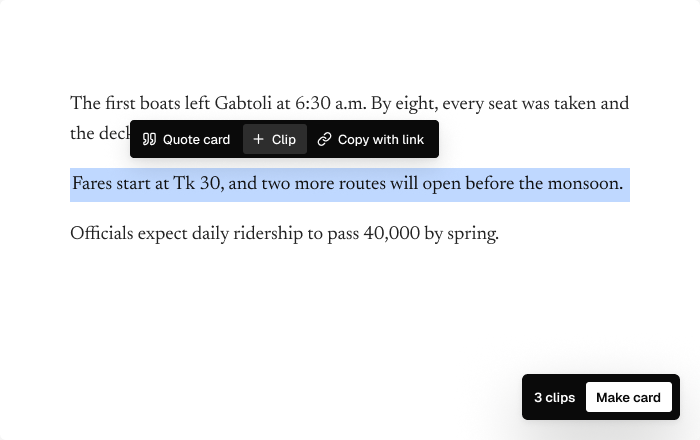 The first boats left Gabtoli at 6:30 a.m. By eight, every seat was taken and
the deck
Quote card Clip Copy with link
Fares start at Tk 30, and two more routes will open before the monsoon.
Officials expect daily ridership to pass 40,000 by spring.
3 clips Make card